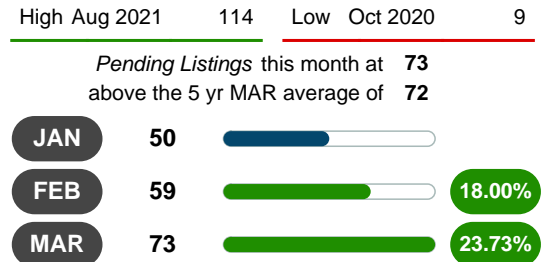 High Aug 2021 114 Low Oct 2020 9
Pending Listings this month at 73
above the 5 yr MAR average of 72
JAN 50
FEB 59 18.00%
MAR 73 23.73%